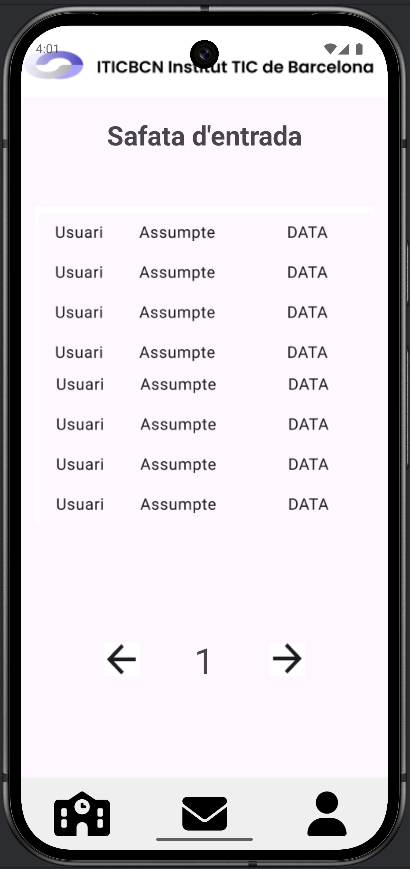 4:01
ITICBCN Institut TIC de Barcelona
Safata d'entrada
Usuari Assumpte DATA
Usuari Assumpte DATA
Usuari Assumpte DATA
Usuari Assumpte DATA
Usuari Assumpte DATA
Usuari Assumpte DATA
Usuari Assumpte DATA
Usuari Assumpte DATA
1